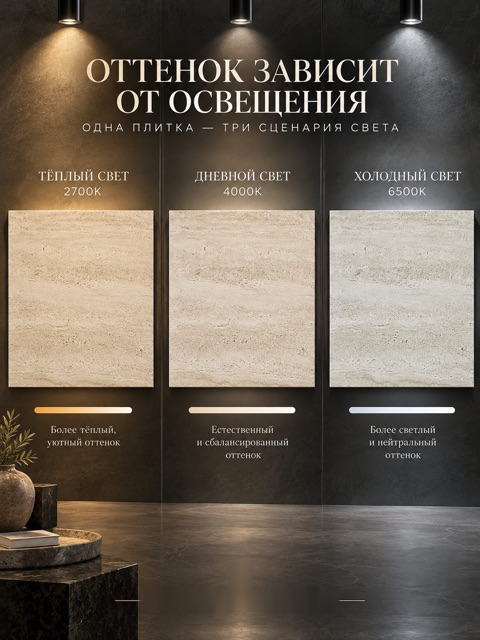 ОТТЕНОК ЗАВИСИТ
ОТ ОСВЕЩЕНИЯ
ОДНА ПЛИТКА — ТРИ СЦЕНАРИЯ СВЕТА
ТЁПЛЫЙ СВЕТ
2700K
ДНЕВНОЙ СВЕТ
4000K
ХОЛОДНЫЙ СВЕТ
6500K
Более тёплый,
уютный оттенок
Естественный
и сбалансированный
оттенок
Более светлый
и нейтральный
оттенок